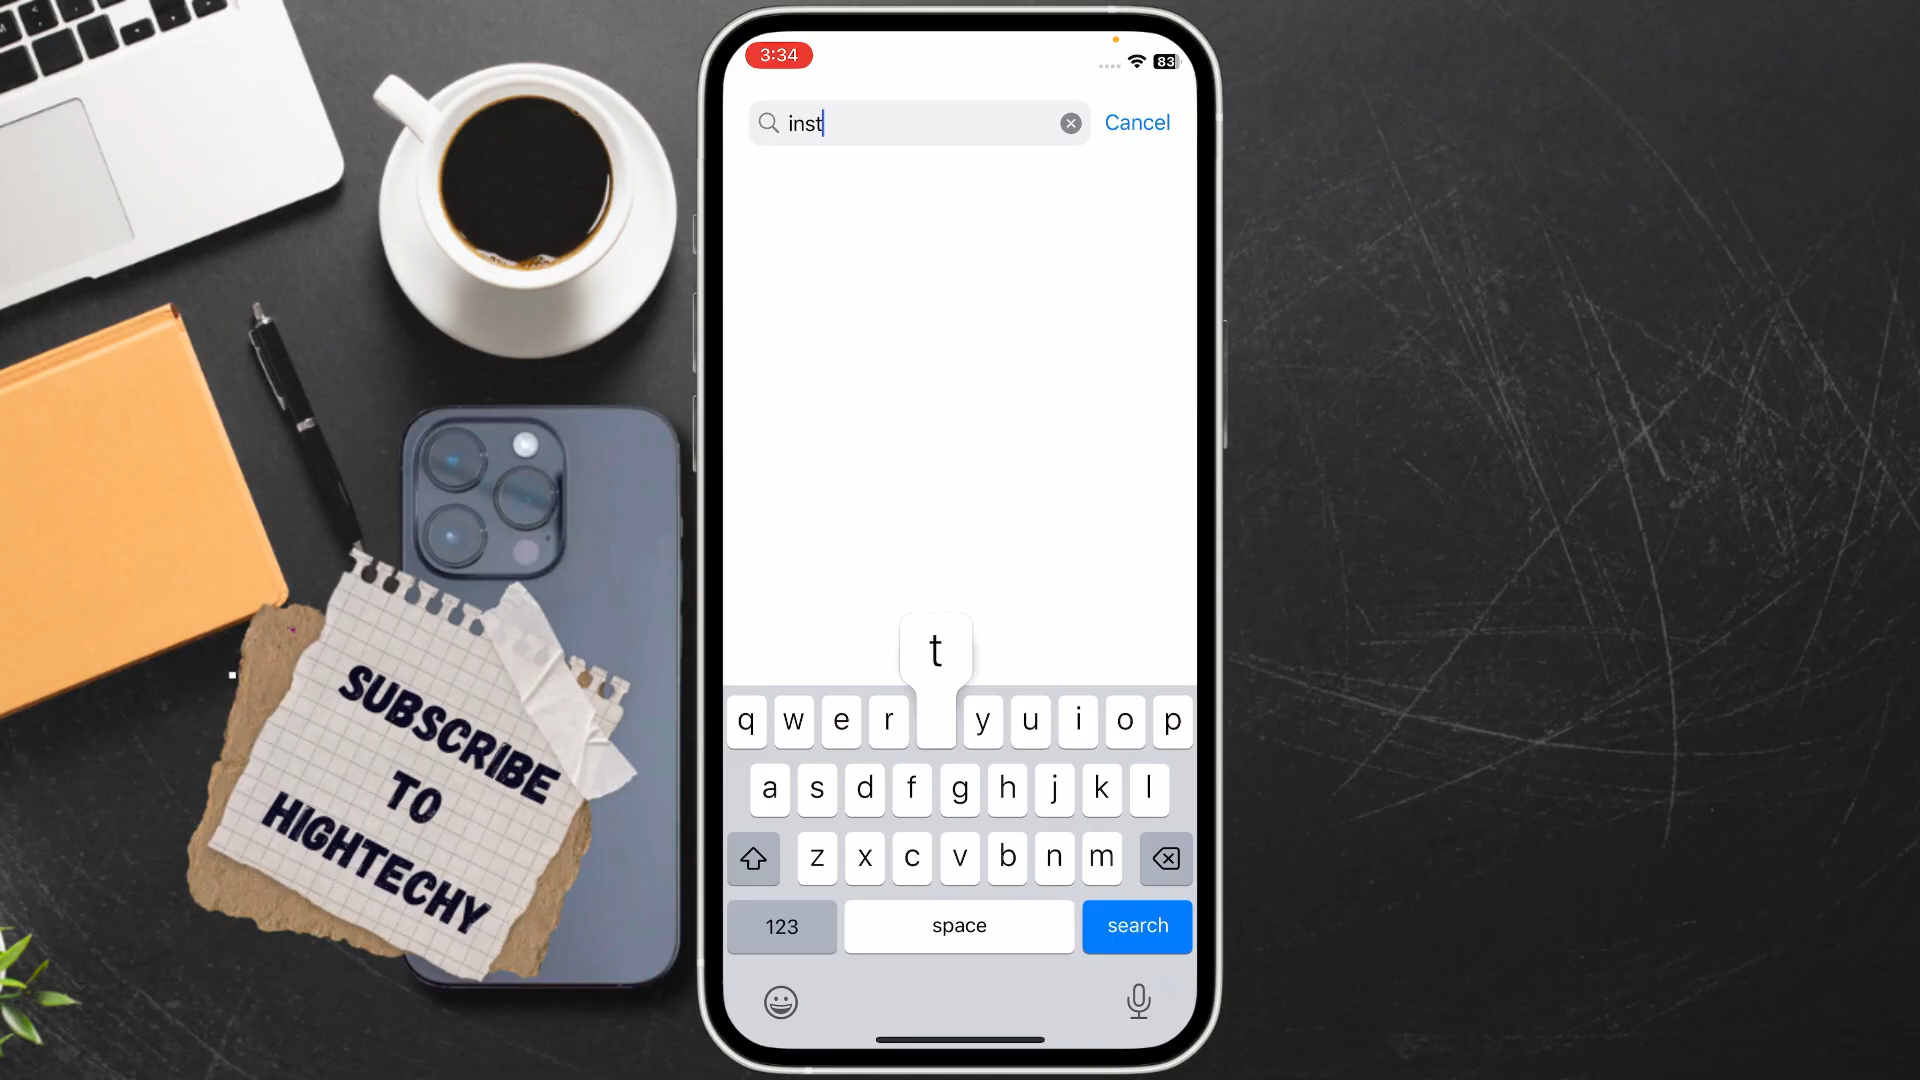 3:34
83
inst
Cancel
t
q w e r y u i o p
a s d f g h j k l
z x c v b n m
123 space search
SUBSCRIBE
TO
HIGHTECHY